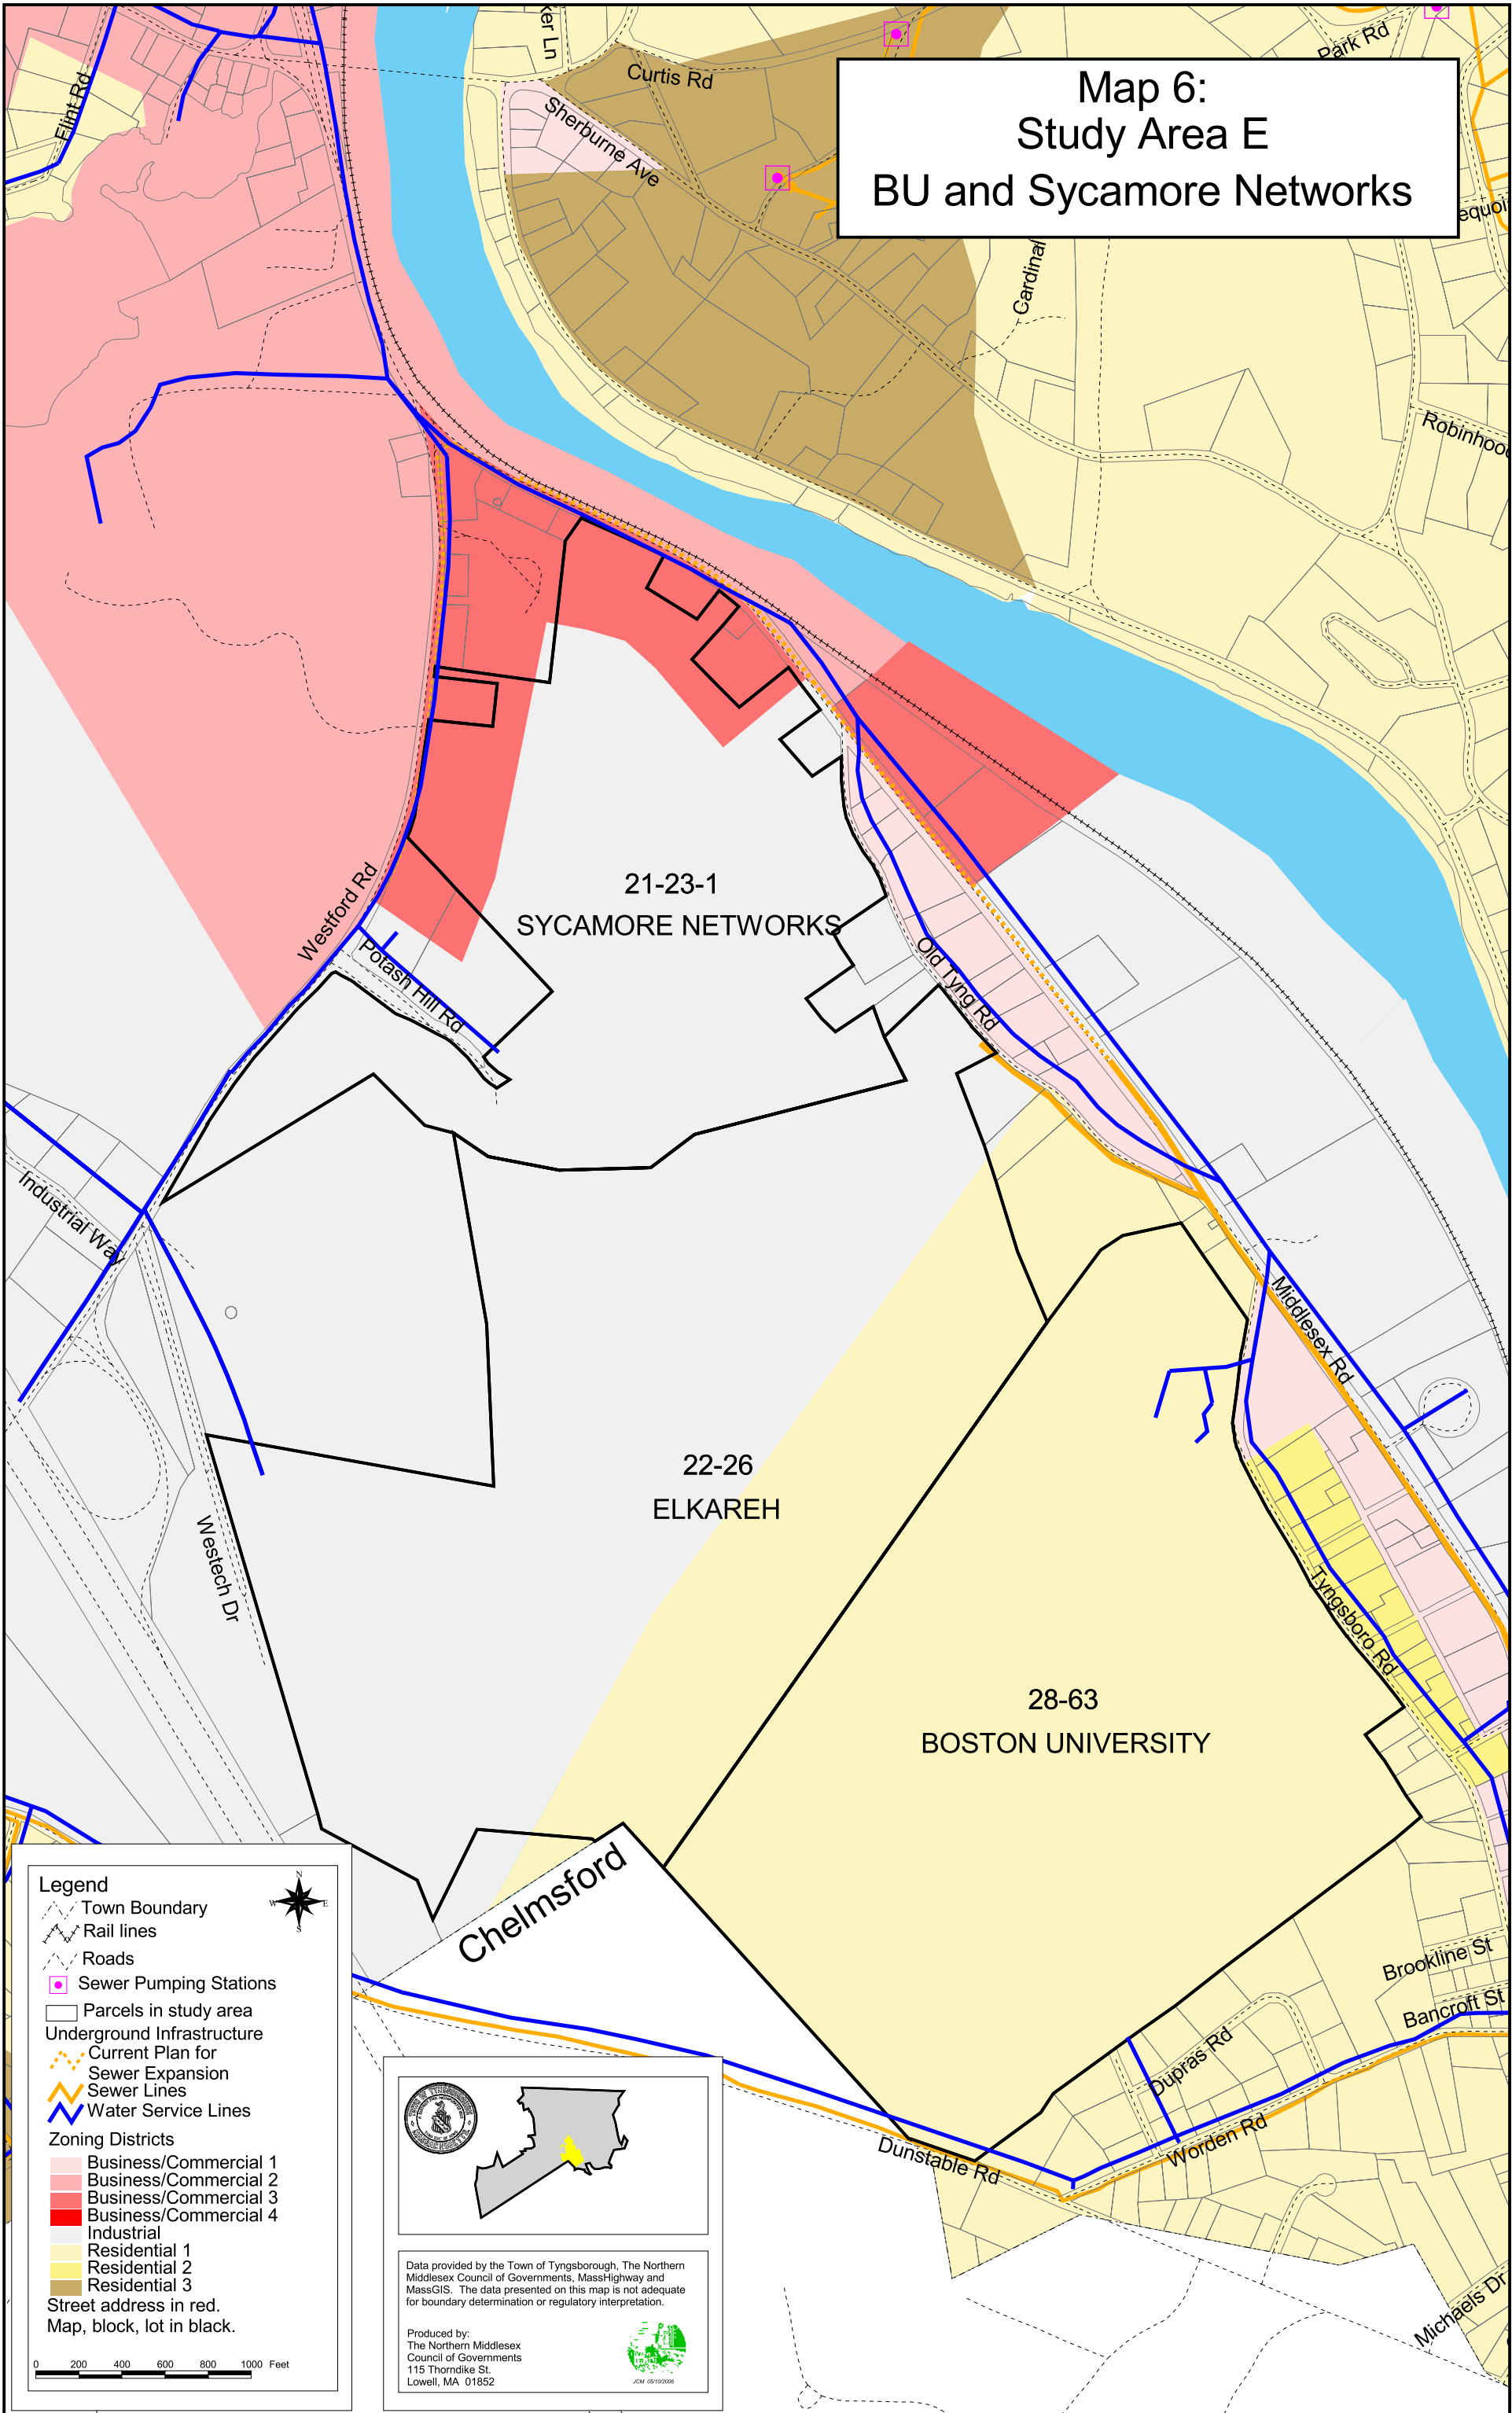 Map 6:
Study Area E
BU and Sycamore Networks
Flint Rd
ker Ln
Curtis Rd
Sherburne Ave
Park Rd
equoi
Cardinal
Robinhoo
21-23-1
SYCAMORE NETWORKS
Westford Rd
Potash Hill Rd
Old Tyng Rd
Industrial Way
Middlesex Rd
22-26
ELKAREH
Westech Dr
Tyngsboro Rd
28-63
BOSTON UNIVERSITY
Chelmsford
Brookline St
Bancroft St
Dupras Rd
Worden Rd
Dunstable Rd
Michaels Dr
Legend
N
W E
S
Town Boundary
Rail lines
Roads
Sewer Pumping Stations
Parcels in study area
Underground Infrastructure
Current Plan for
Sewer Expansion
Sewer Lines
Water Service Lines
Zoning Districts
Business/Commercial 1
Business/Commercial 2
Business/Commercial 3
Business/Commercial 4
Industrial
Residential 1
Residential 2
Residential 3
Street address in red.
Map, block, lot in black.
0 200 400 600 800 1000 Feet
Data provided by the Town of Tyngsborough, The Northern
Middlesex Council of Governments, MassHighway and
MassGIS. The data presented on this map is not adequate
for boundary determination or regulatory interpretation.
Produced by:
The Northern Middlesex
Council of Governments
115 Thorndike St.
Lowell, MA 01852
JCM 05/10/2006